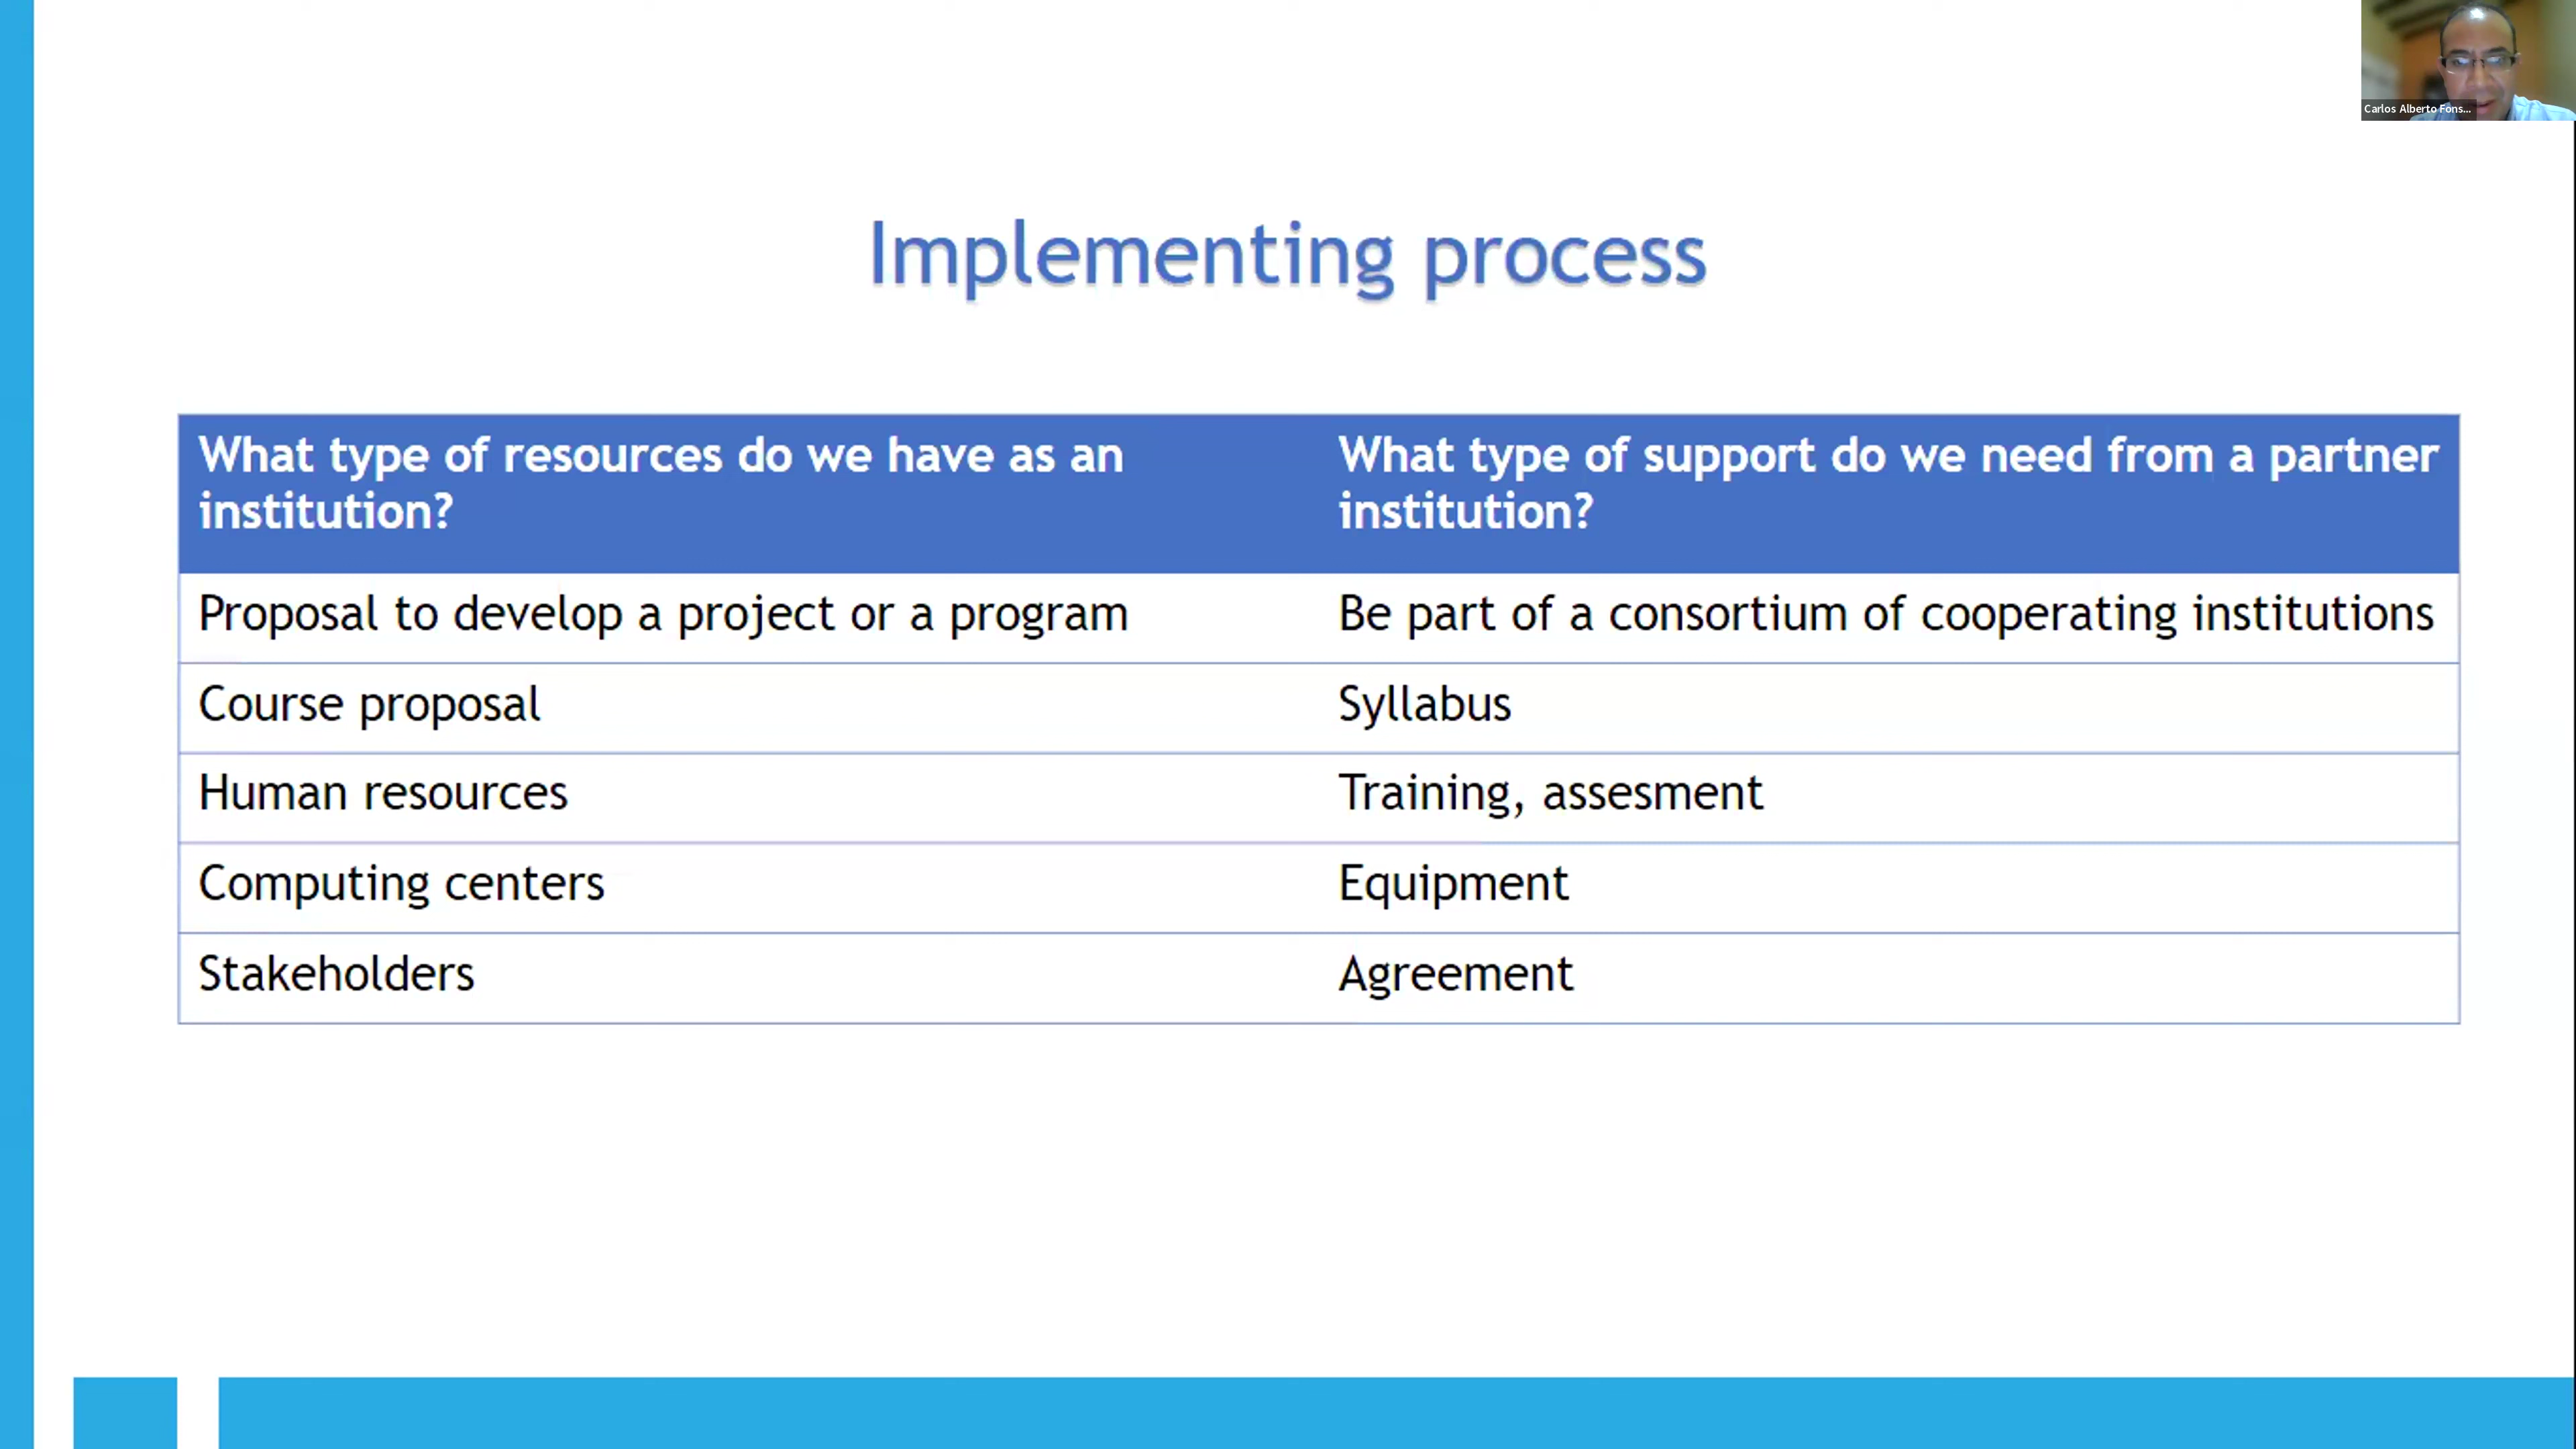 Carlos Alberto Fons...
Implementing process
What type of resources do we have as an
institution?
What type of support do we need from a partner
institution?
Proposal to develop a project or a program
Be part of a consortium of cooperating institutions
Course proposal
Syllabus
Human resources
Training, assesment
Computing centers
Equipment
Stakeholders
Agreement